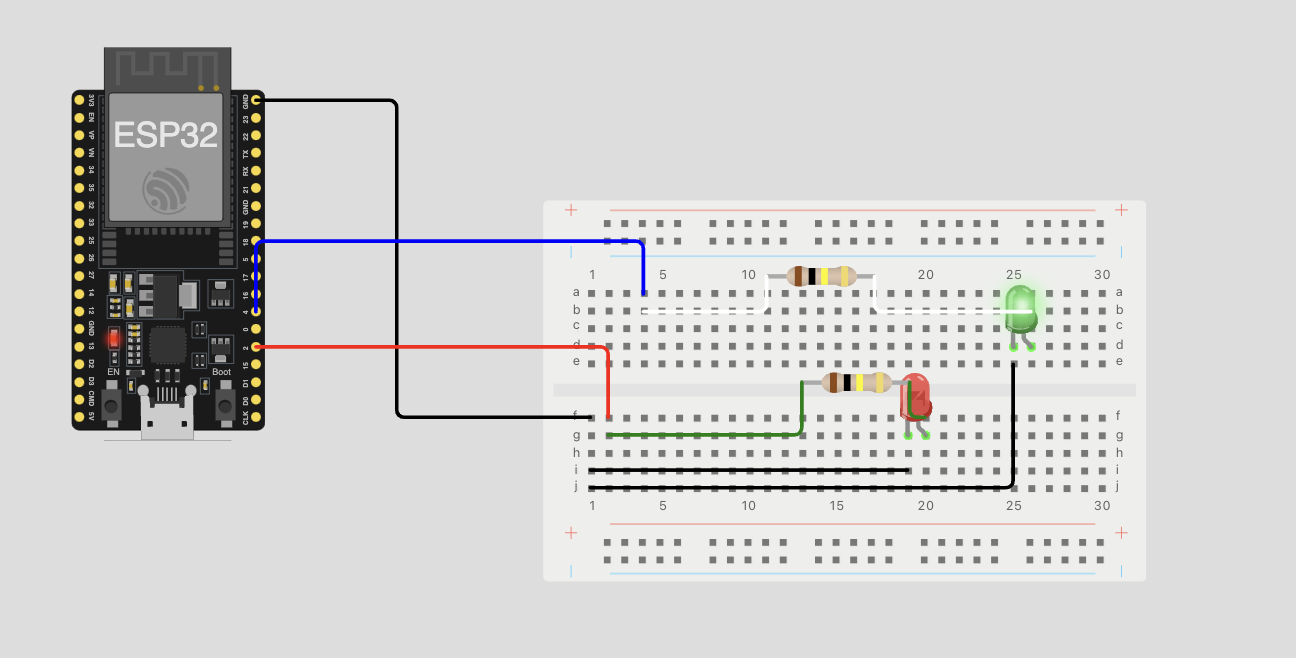 ESP32
3V3
EN
VP
VN
34
35
32
33
25
26
27
14
12
GND
13
D2
D3
CMD
5V
GND
23
22
TX
RX
21
GND
19
18
5
17
16
4
0
2
15
D1
D0
CLK
EN
Boot
+ +
1 5 10 15 20 25 30
a a
b b
c c
d d
e e
f f
g g
h h
i i
j j
1 5 10 15 20 25 30
+ +